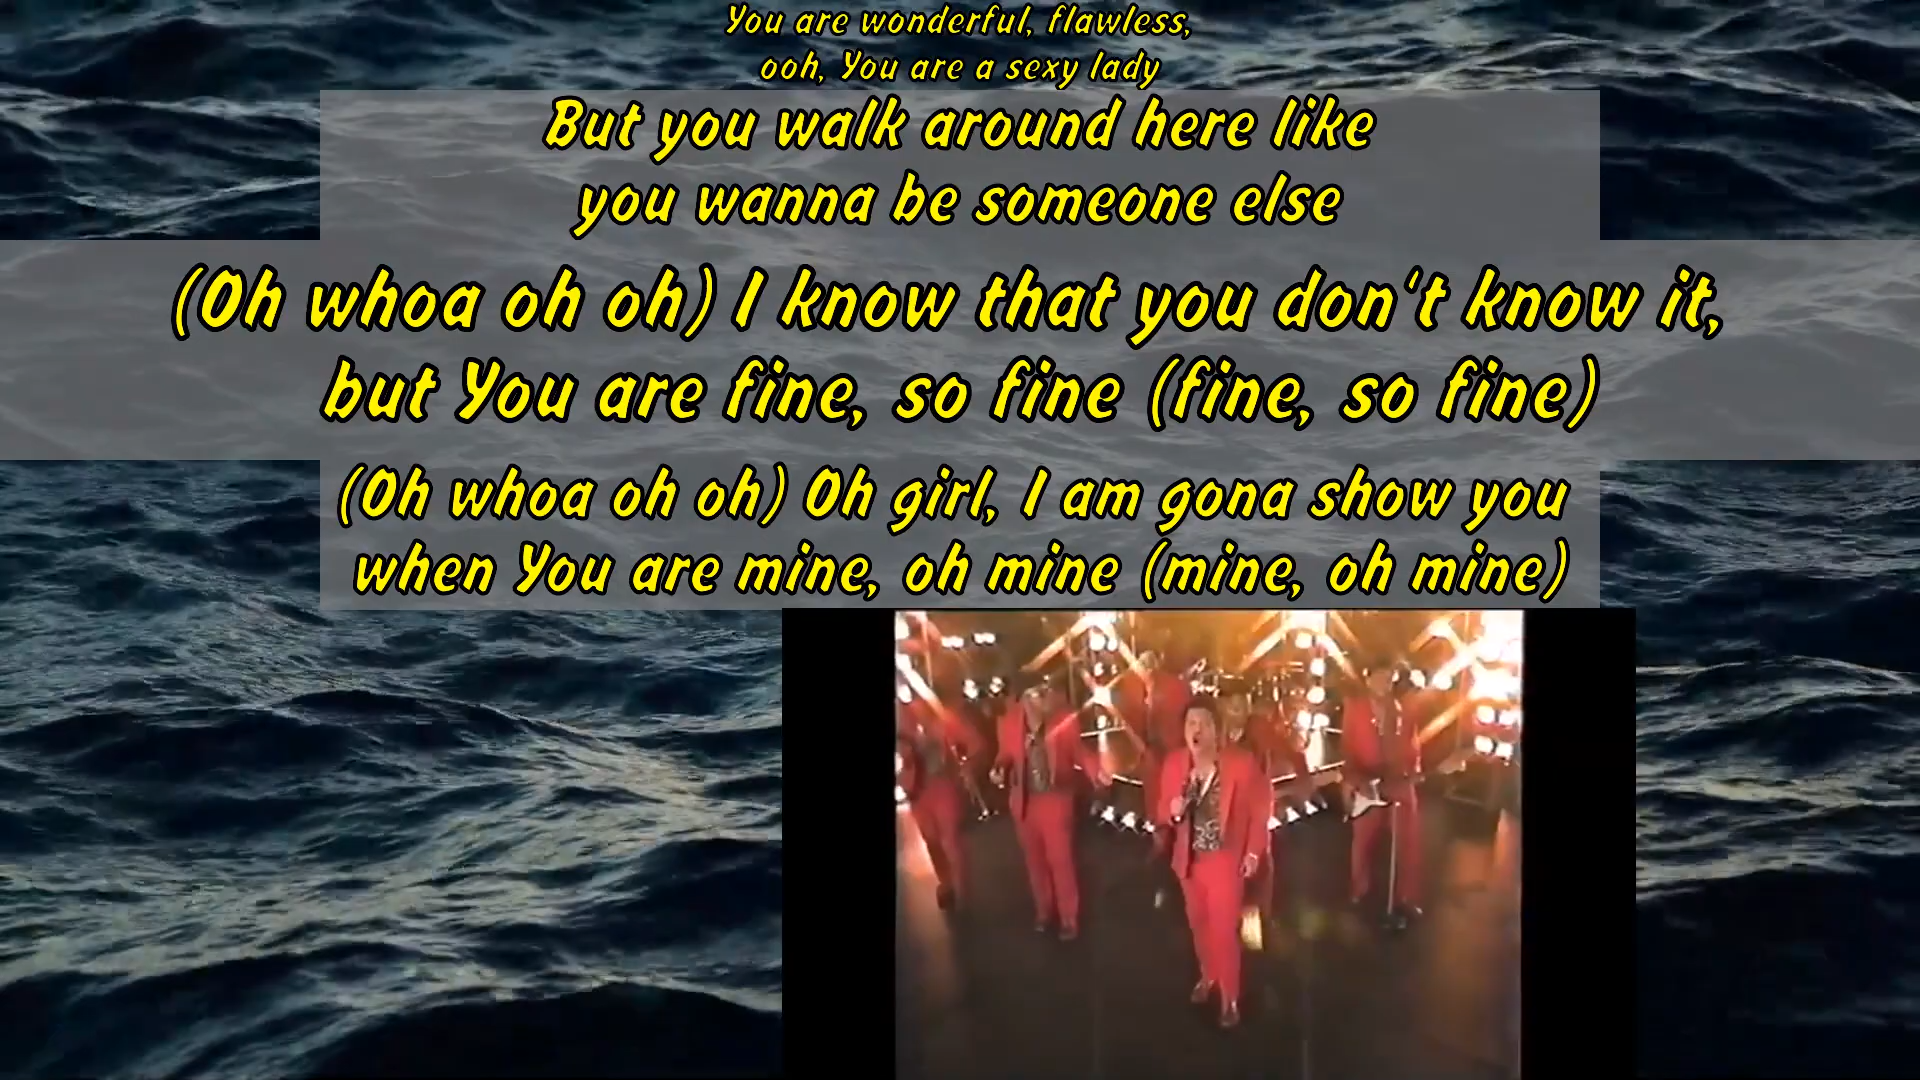 You are wonderful, flawless,
ooh, You are a sexy lady
But you walk around here like
you wanna be someone else
(Oh whoa oh oh) I know that you don't know it,
but You are fine, so fine (fine, so fine)
(Oh whoa oh oh) Oh girl, I am gona show you
when You are mine, oh mine (mine, oh mine)